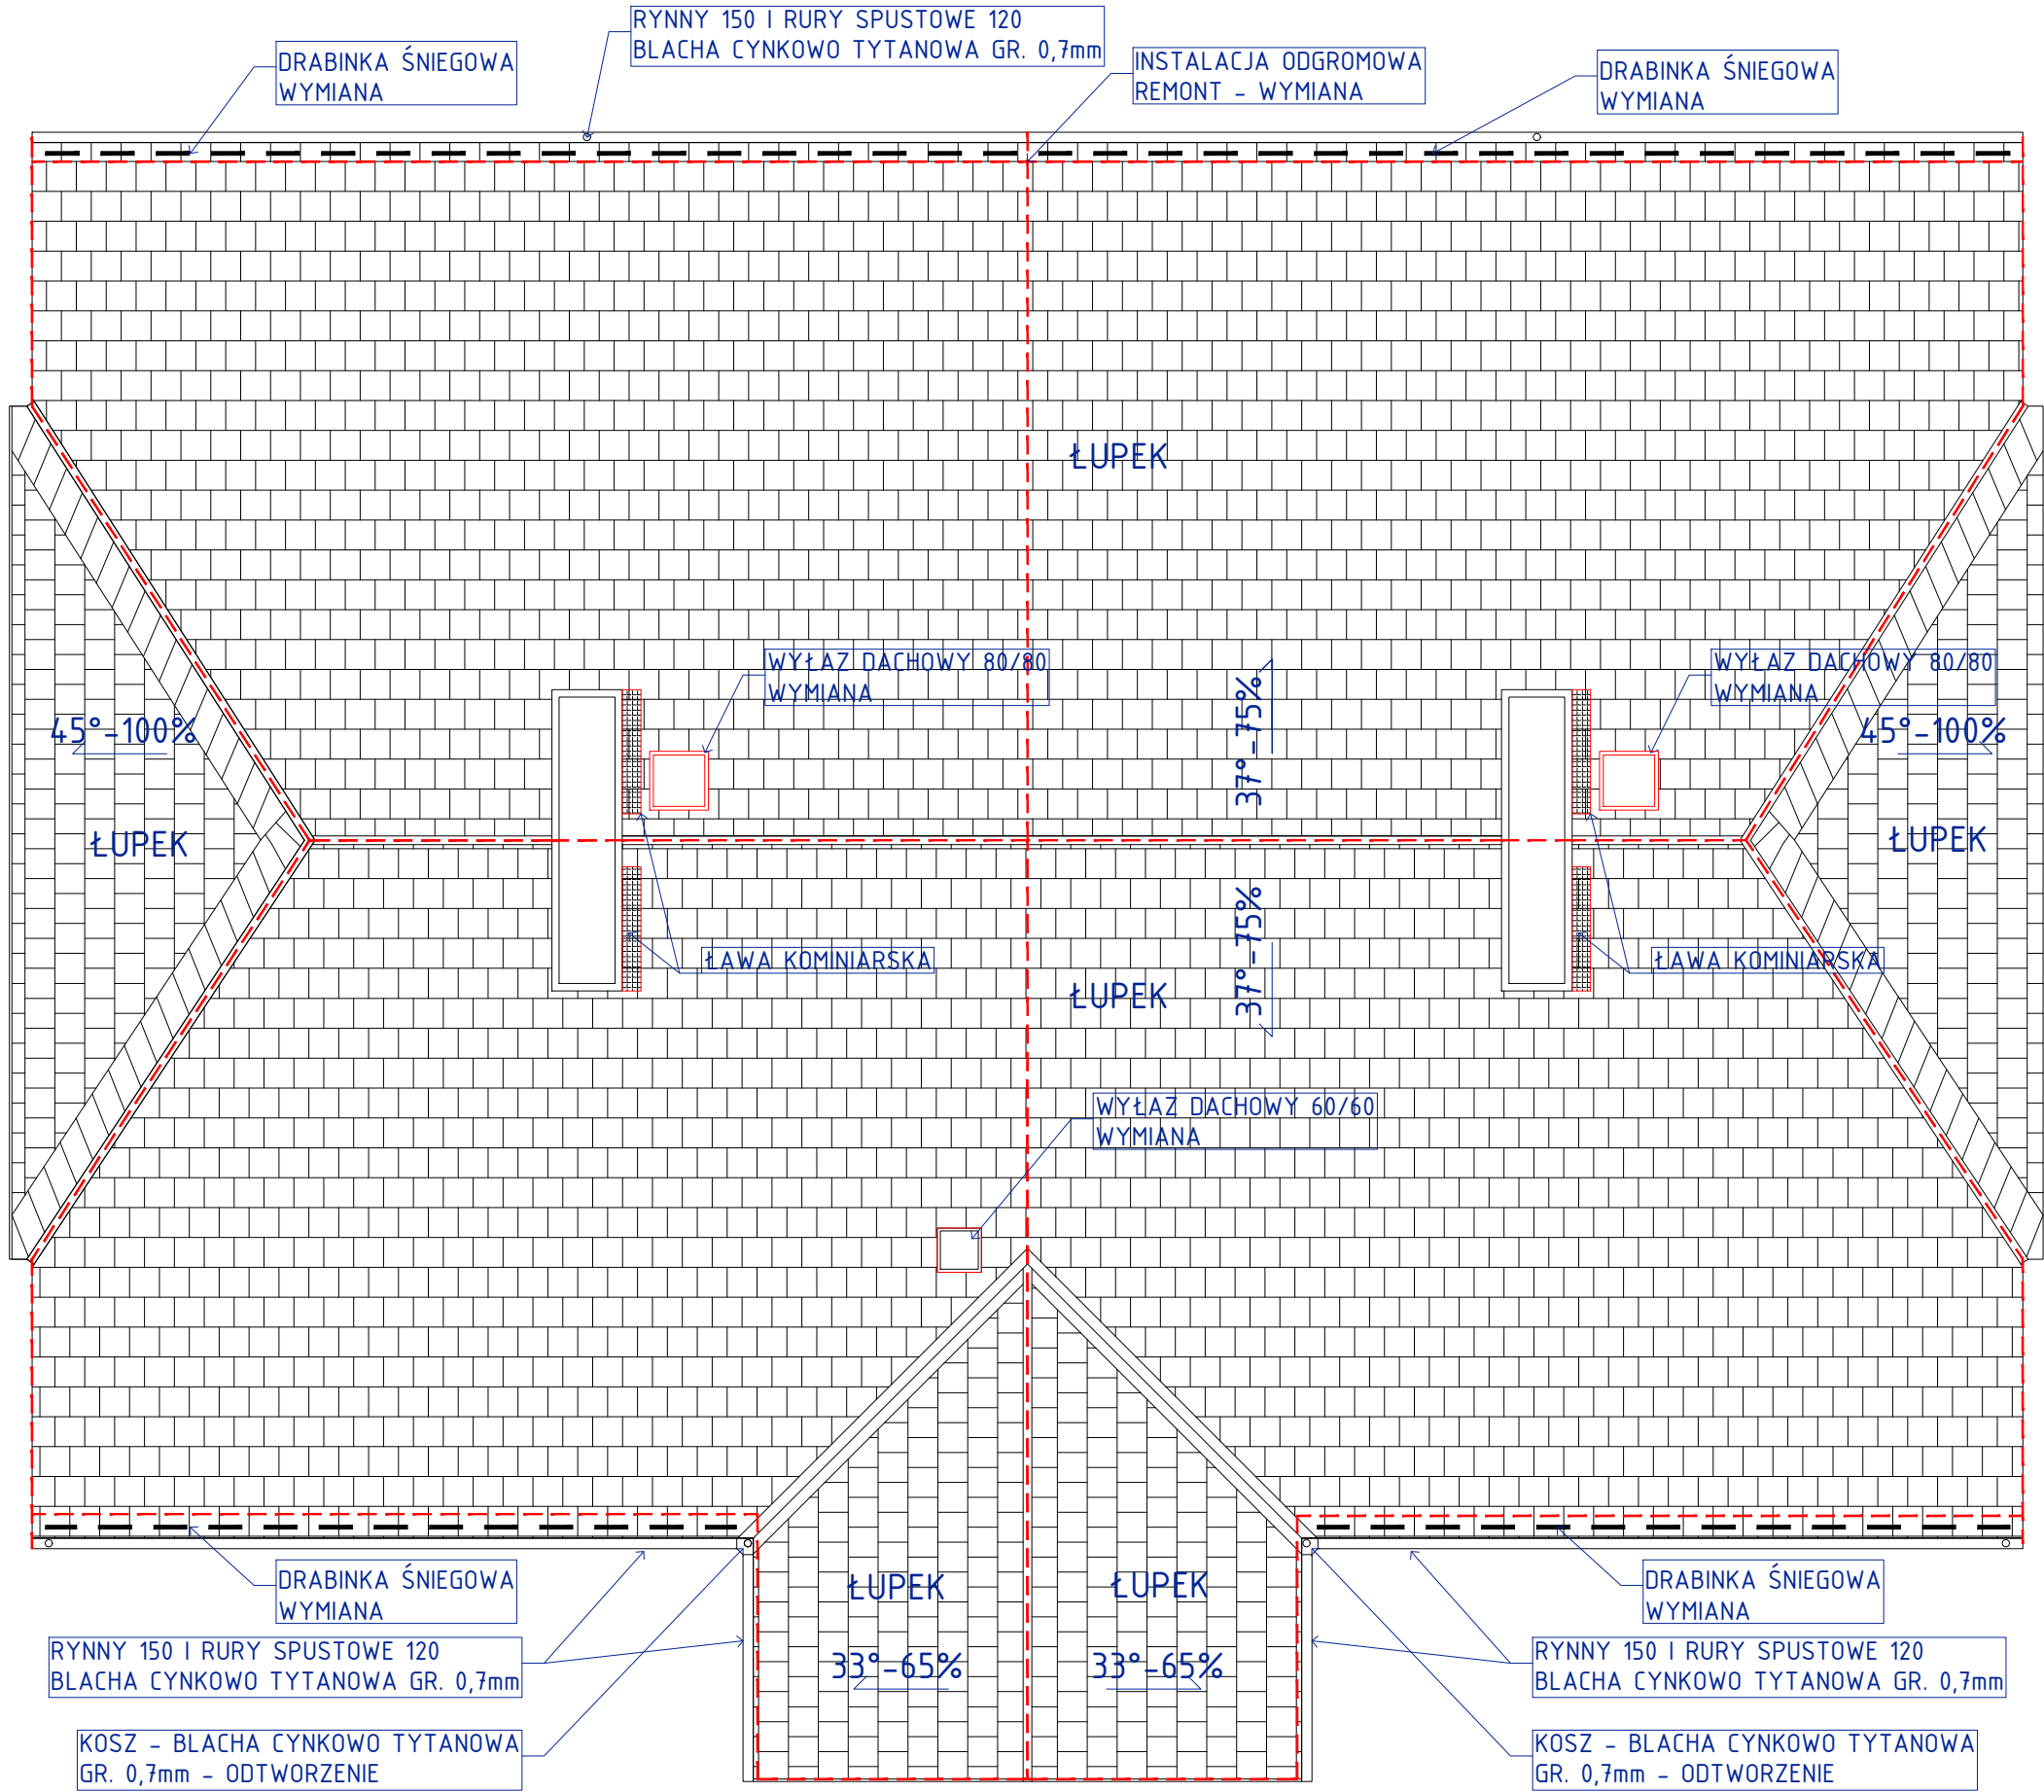 RYNNY 150 I RURY SPUSTOWE 120
BLACHA CYNKOWO TYTANOWA GR. 0,7mm
DRABINKA ŚNIEGOWA
WYMIANA
INSTALACJA ODGROMOWA
REMONT - WYMIANA
DRABINKA ŚNIEGOWA
WYMIANA
ŁUPEK
WYŁAZ DACHOWY 80/80
WYMIANA
WYŁAZ DACHOWY 80/80
WYMIANA
45°-100%
37°-75%
45°-100%
ŁUPEK
ŁUPEK
ŁAWA KOMINIARSKA
37°-75%
ŁAWA KOMINIARSKA
ŁUPEK
WYŁAZ DACHOWY 60/60
WYMIANA
DRABINKA ŚNIEGOWA
WYMIANA
ŁUPEK
ŁUPEK
DRABINKA ŚNIEGOWA
WYMIANA
RYNNY 150 I RURY SPUSTOWE 120
BLACHA CYNKOWO TYTANOWA GR. 0,7mm
33°-65%
33°-65%
RYNNY 150 I RURY SPUSTOWE 120
BLACHA CYNKOWO TYTANOWA GR. 0,7mm
KOSZ - BLACHA CYNKOWO TYTANOWA
GR. 0,7mm - ODTWORZENIE
KOSZ - BLACHA CYNKOWO TYTANOWA
GR. 0,7mm - ODTWORZENIE